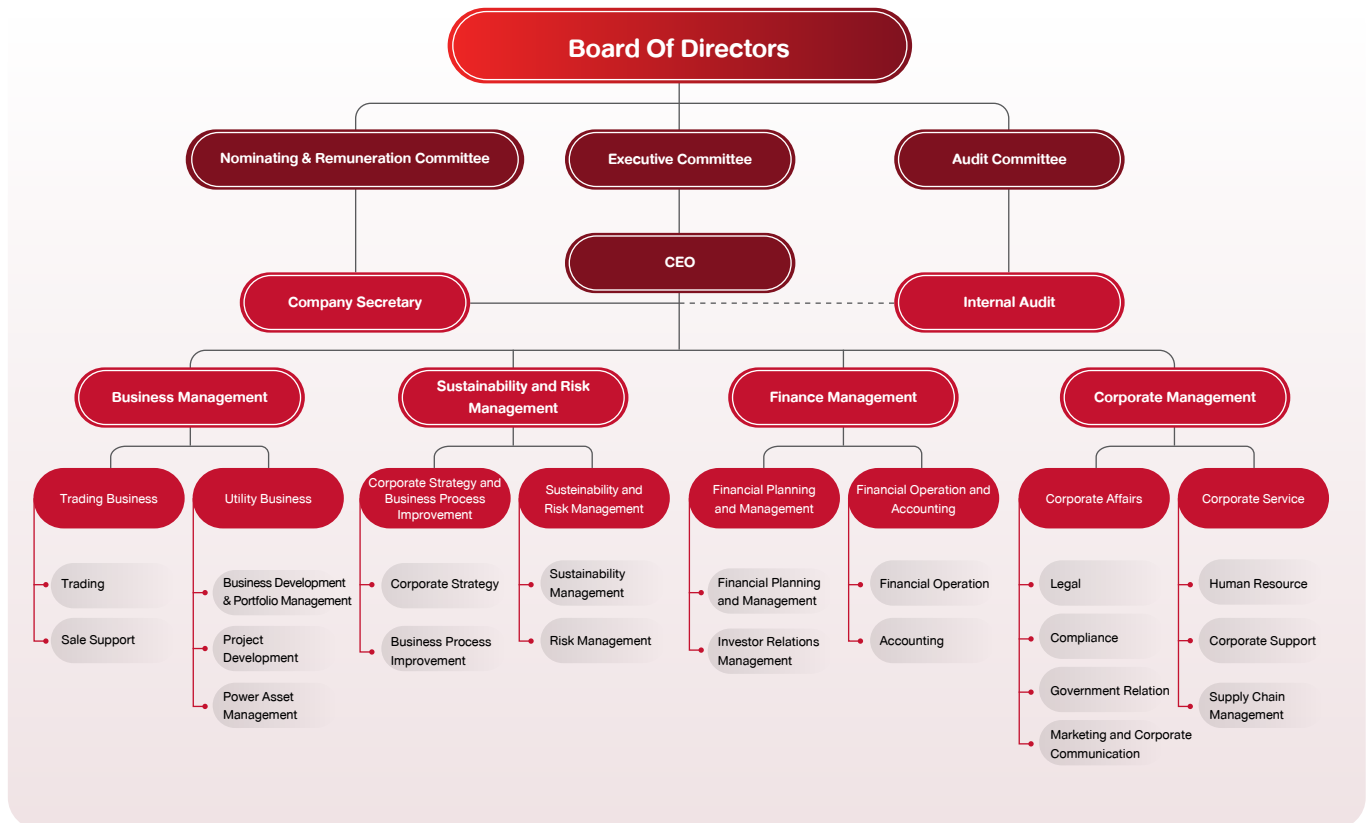 Board Of Directors
Nominating & Remuneration Committee
Executive Committee
Audit Committee
CEO
Company Secretary
Internal Audit
Business Management
Sustainability and Risk
Management
Finance Management
Corporate Management
Trading Business
Utility Business
Corporate Strategy and
Business Process
Improvement
Susteinability and
Risk Management
Financial Planning
and Management
Financial Operation and
Accounting
Corporate Affairs
Corporate Service
Trading
Sale Support
Business Development
& Portfolio Management
Project
Development
Power Asset
Management
Corporate Strategy
Business Process
Improvement
Sustainability
Management
Risk Management
Financial Planning
and Management
Investor Relations
Management
Financial Operation
Accounting
Legal
Compliance
Government Relation
Marketing and Corporate
Communication
Human Resource
Corporate Support
Supply Chain
Management